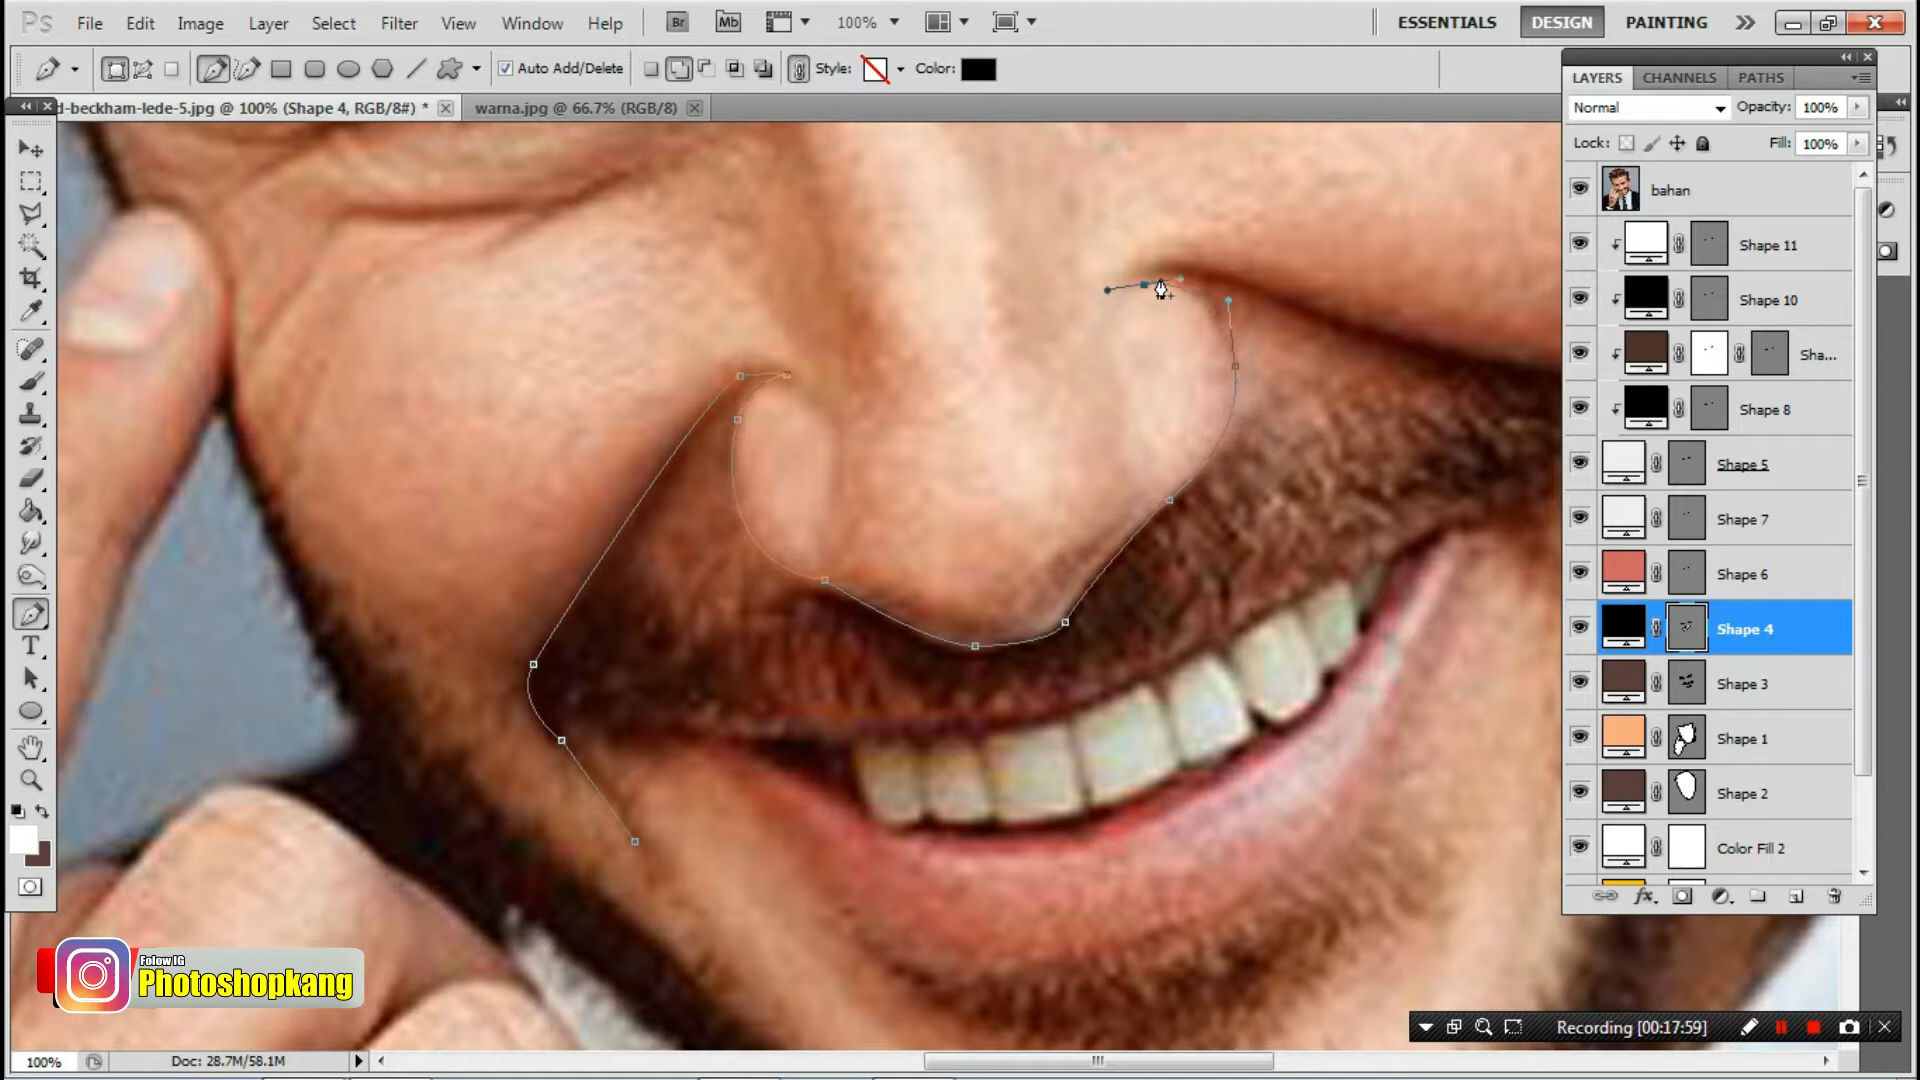 Ps File Edit Image Layer Select Filter View Window Help Br Mb 100% ESSENTIALS DESIGN PAINTING
Auto Add/Delete Style: Color:
d-beckham-lede-5.jpg @ 100% (Shape 4, RGB/8#) * warna.jpg @ 66.7% (RGB/8)
LAYERS CHANNELS PATHS
Normal Opacity: 100%
Lock: Fill: 100%
bahan
Shape 11
Shape 10
Sha...
Shape 8
Shape 5
Shape 7
Shape 6
Shape 4
Shape 3
Shape 1
Shape 2
Color Fill 2
fx
T
Folow IG
Photoshopkang
Recording [00:17:59]
100% Doc: 28.7M/58.1M